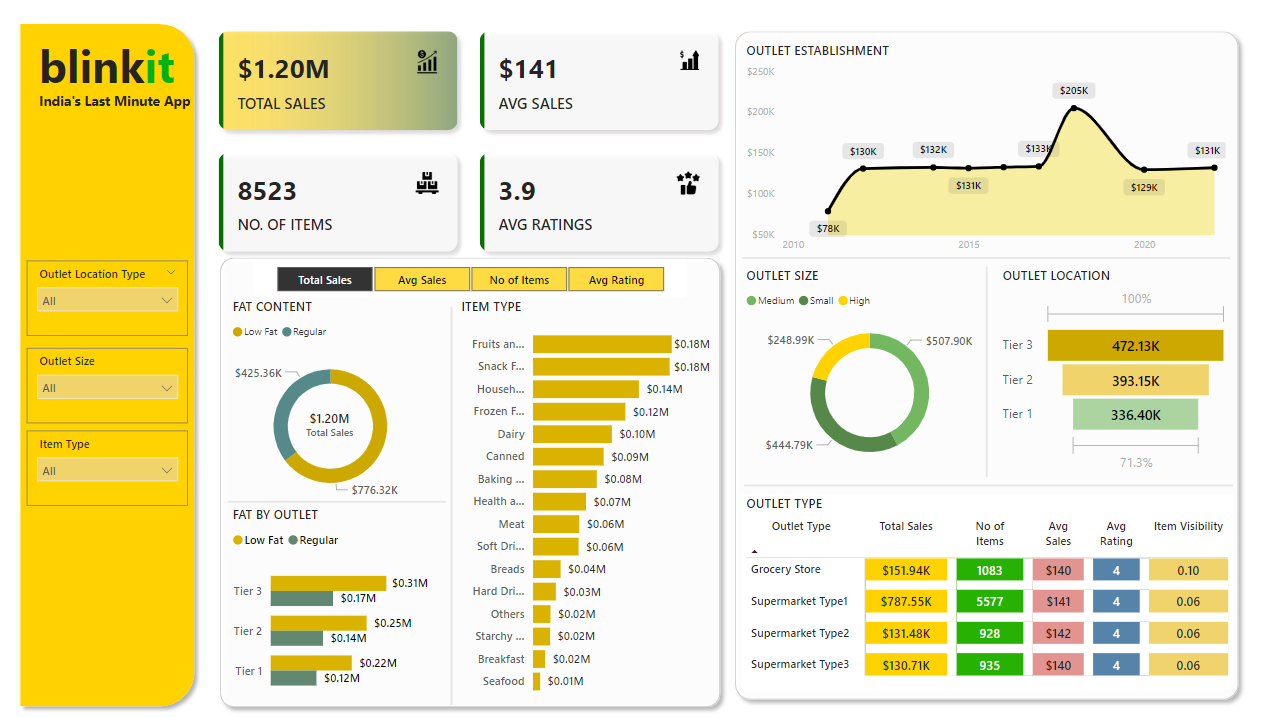 blinkit
India's Last Minute App
Outlet Location Type
All
Outlet Size
All
Item Type
All
$1.20M
TOTAL SALES
$141
AVG SALES
8523
NO. OF ITEMS
3.9
AVG RATINGS
Total Sales
Avg Sales
No of Items
Avg Rating
FAT CONTENT
Low Fat Regular
$425.36K
$1.20M
Total Sales
$776.32K
FAT BY OUTLET
Low Fat Regular
Tier 3 $0.31M
$0.17M
Tier 2 $0.25M
$0.14M
Tier 1 $0.22M
$0.12M
ITEM TYPE
Fruits an... $0.18M
Snack F... $0.18M
Househ... $0.14M
Frozen F... $0.12M
Dairy $0.10M
Canned $0.09M
Baking ... $0.08M
Health a... $0.07M
Meat $0.06M
Soft Dri... $0.06M
Breads $0.04M
Hard Dri... $0.03M
Others $0.02M
Starchy ... $0.02M
Breakfast $0.02M
Seafood $0.01M
OUTLET ESTABLISHMENT
$250K
$200K
$150K
$100K
$50K
$78K
$130K
$132K
$131K
$133K
$205K
$129K
$131K
2010 2015 2020
OUTLET SIZE
Medium Small High
$248.99K
$507.90K
$444.79K
OUTLET LOCATION
100%
Tier 3 472.13K
Tier 2 393.15K
Tier 1 336.40K
71.3%
OUTLET TYPE
Outlet Type Total Sales No of Items Avg Sales Avg Rating Item Visibility
Grocery Store $151.94K 1083 $140 4 0.10
Supermarket Type1 $787.55K 5577 $141 4 0.06
Supermarket Type2 $131.48K 928 $142 4 0.06
Supermarket Type3 $130.71K 935 $140 4 0.06